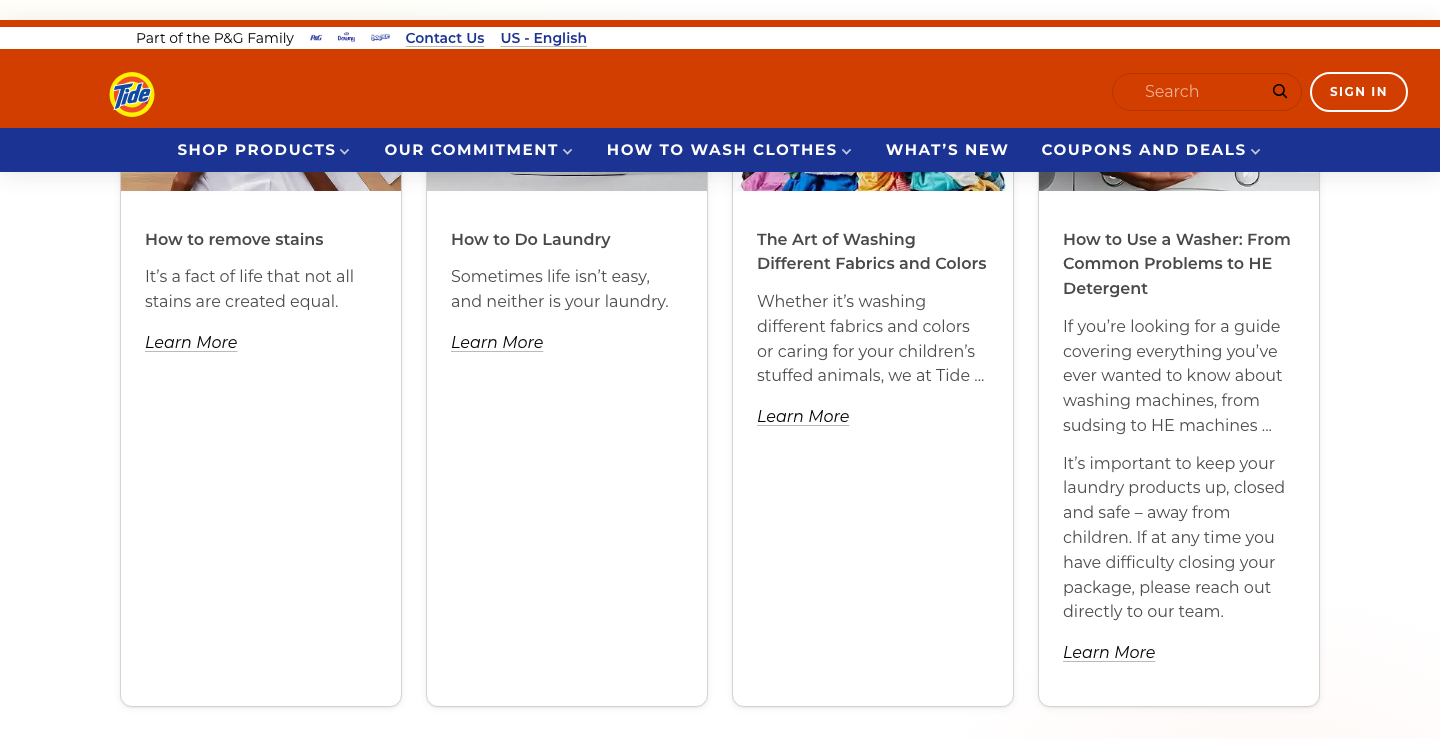 Part of the P&G Family P&G Downy Contact Us US - English
Tide
Search
SIGN IN
SHOP PRODUCTS OUR COMMITMENT HOW TO WASH CLOTHES WHAT’S NEW COUPONS AND DEALS
How to remove stains
It’s a fact of life that not all
stains are created equal.
Learn More
How to Do Laundry
Sometimes life isn’t easy,
and neither is your laundry.
Learn More
The Art of Washing
Different Fabrics and Colors
Whether it’s washing
different fabrics and colors
or caring for your children’s
stuffed animals, we at Tide ...
Learn More
How to Use a Washer: From
Common Problems to HE
Detergent
If you’re looking for a guide
covering everything you’ve
ever wanted to know about
washing machines, from
sudsing to HE machines ...
It’s important to keep your
laundry products up, closed
and safe – away from
children. If at any time you
have difficulty closing your
package, please reach out
directly to our team.
Learn More